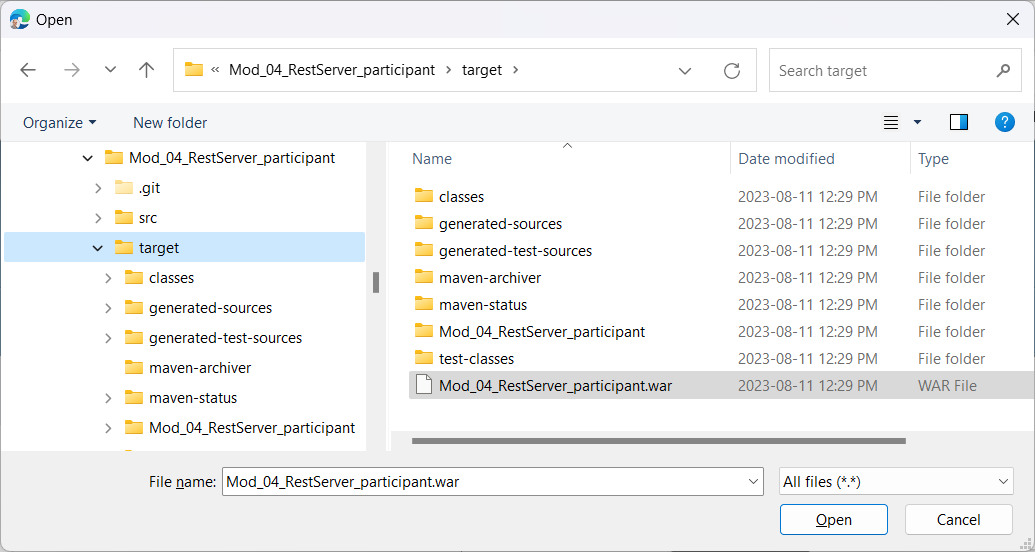 Open
« Mod_04_RestServer_participant › target ›
Search target
Organize
New folder
?
Mod_04_RestServer_participant
.git
src
target
classes
generated-sources
generated-test-sources
maven-archiver
maven-status
Mod_04_RestServer_participant
Name Date modified Type
classes 2023-08-11 12:29 PM File folder
generated-sources 2023-08-11 12:29 PM File folder
generated-test-sources 2023-08-11 12:29 PM File folder
maven-archiver 2023-08-11 12:29 PM File folder
maven-status 2023-08-11 12:29 PM File folder
Mod_04_RestServer_participant 2023-08-11 12:29 PM File folder
test-classes 2023-08-11 12:29 PM File folder
Mod_04_RestServer_participant.war 2023-08-11 12:29 PM WAR File
File name: Mod_04_RestServer_participant.war All files (*.*)
Open Cancel